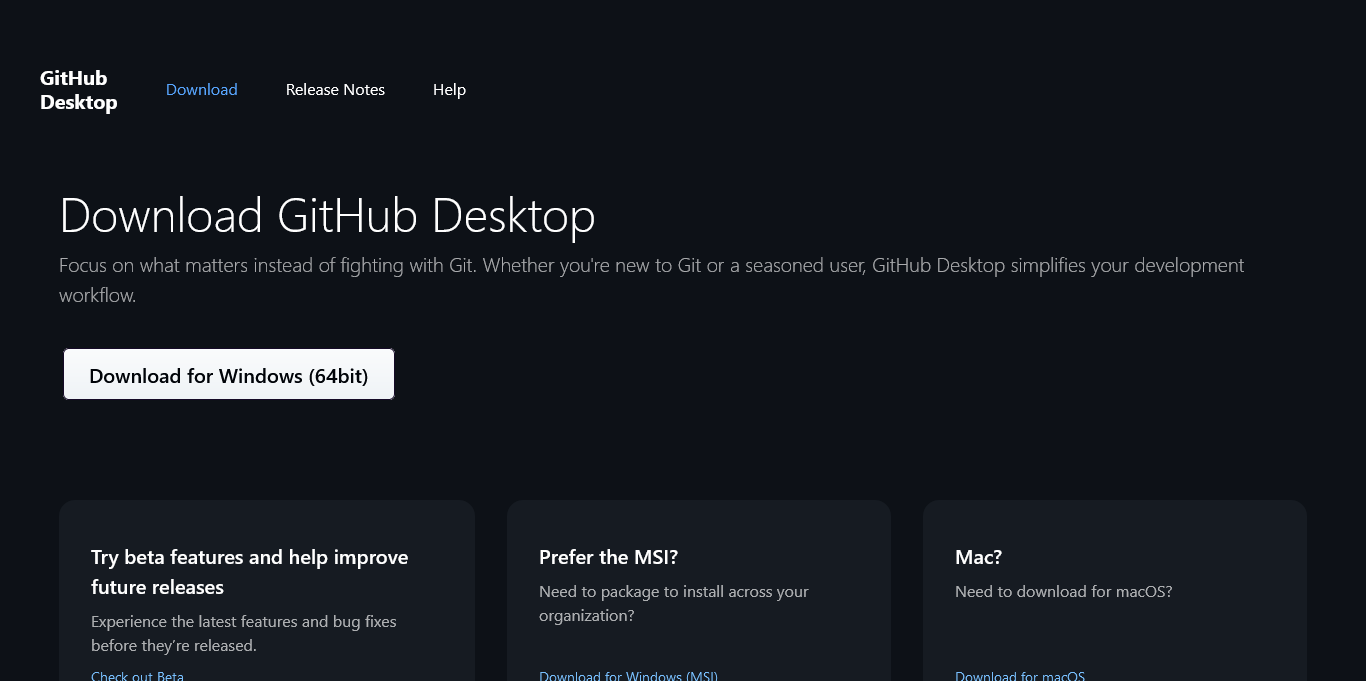 GitHub
Desktop
Download
Release Notes
Help
Download GitHub Desktop
Focus on what matters instead of fighting with Git. Whether you're new to Git or a seasoned user, GitHub Desktop simplifies your development
workflow.
Download for Windows (64bit)
Try beta features and help improve
future releases
Experience the latest features and bug fixes
before they’re released.
Check out Beta
Prefer the MSI?
Need to package to install across your
organization?
Download for Windows (MSI)
Mac?
Need to download for macOS?
Download for macOS